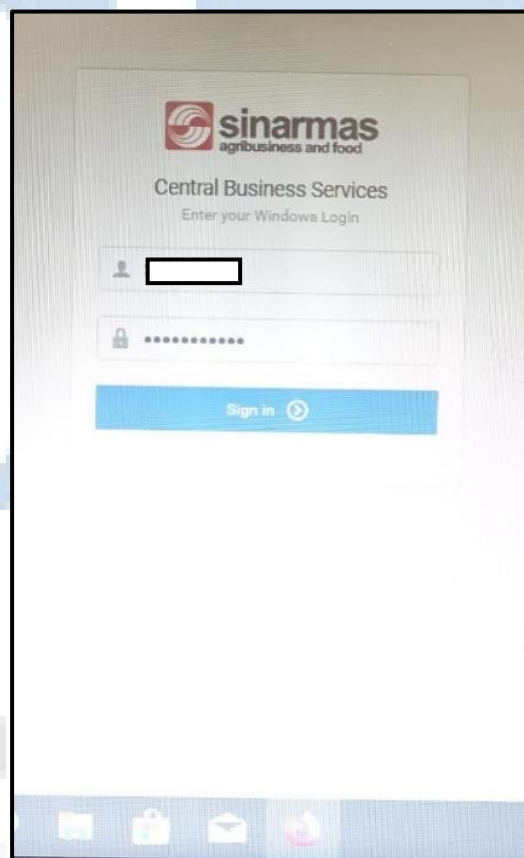 sinarmas
agribusiness and food
Central Business Services
Enter your Windows Login
•••••••••••
Sign in